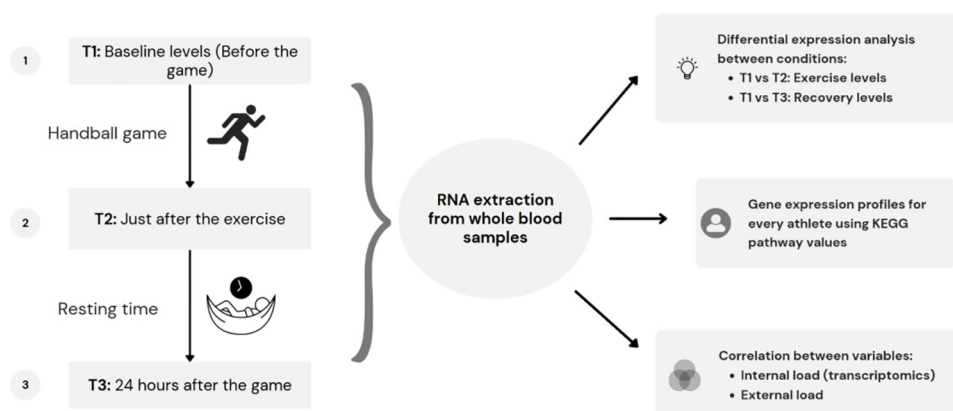 1
T1: Baseline levels (Before the
game)
Handball game
2
T2: Just after the exercise
Resting time
3
T3: 24 hours after the game
RNA extraction
from whole blood
samples
Differential expression analysis
between conditions:
• T1 vs T2: Exercise levels
• T1 vs T3: Recovery levels
Gene expression profiles for
every athlete using KEGG
pathway values
Correlation between variables:
• Internal load (transcriptomics)
• External load